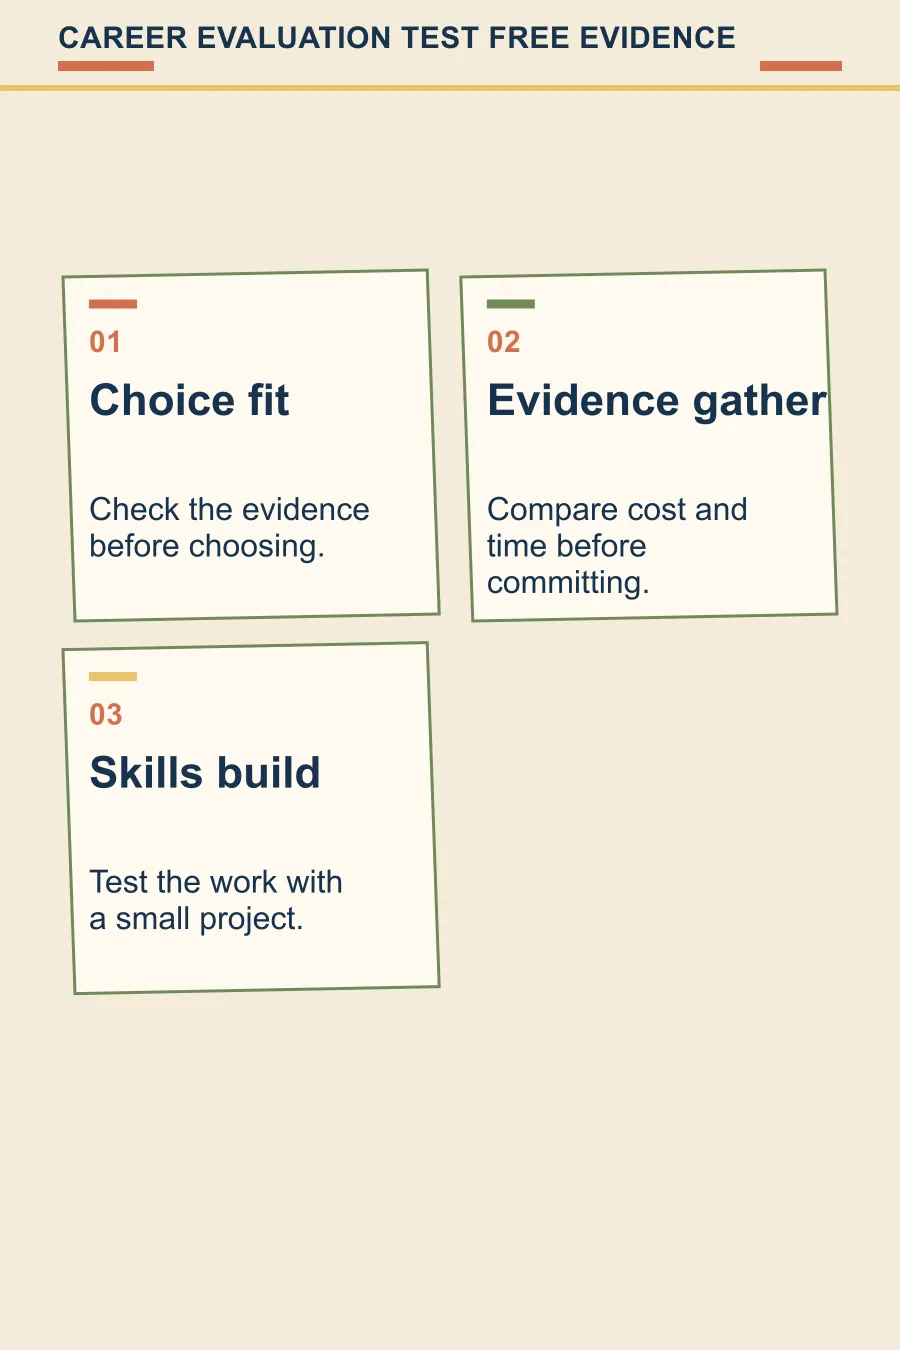 CAREER EVALUATION TEST FREE EVIDENCE
01
Choice fit
Check the evidence
before choosing.
02
Evidence gather
Compare cost and
time before
committing.
03
Skills build
Test the work with
a small project.